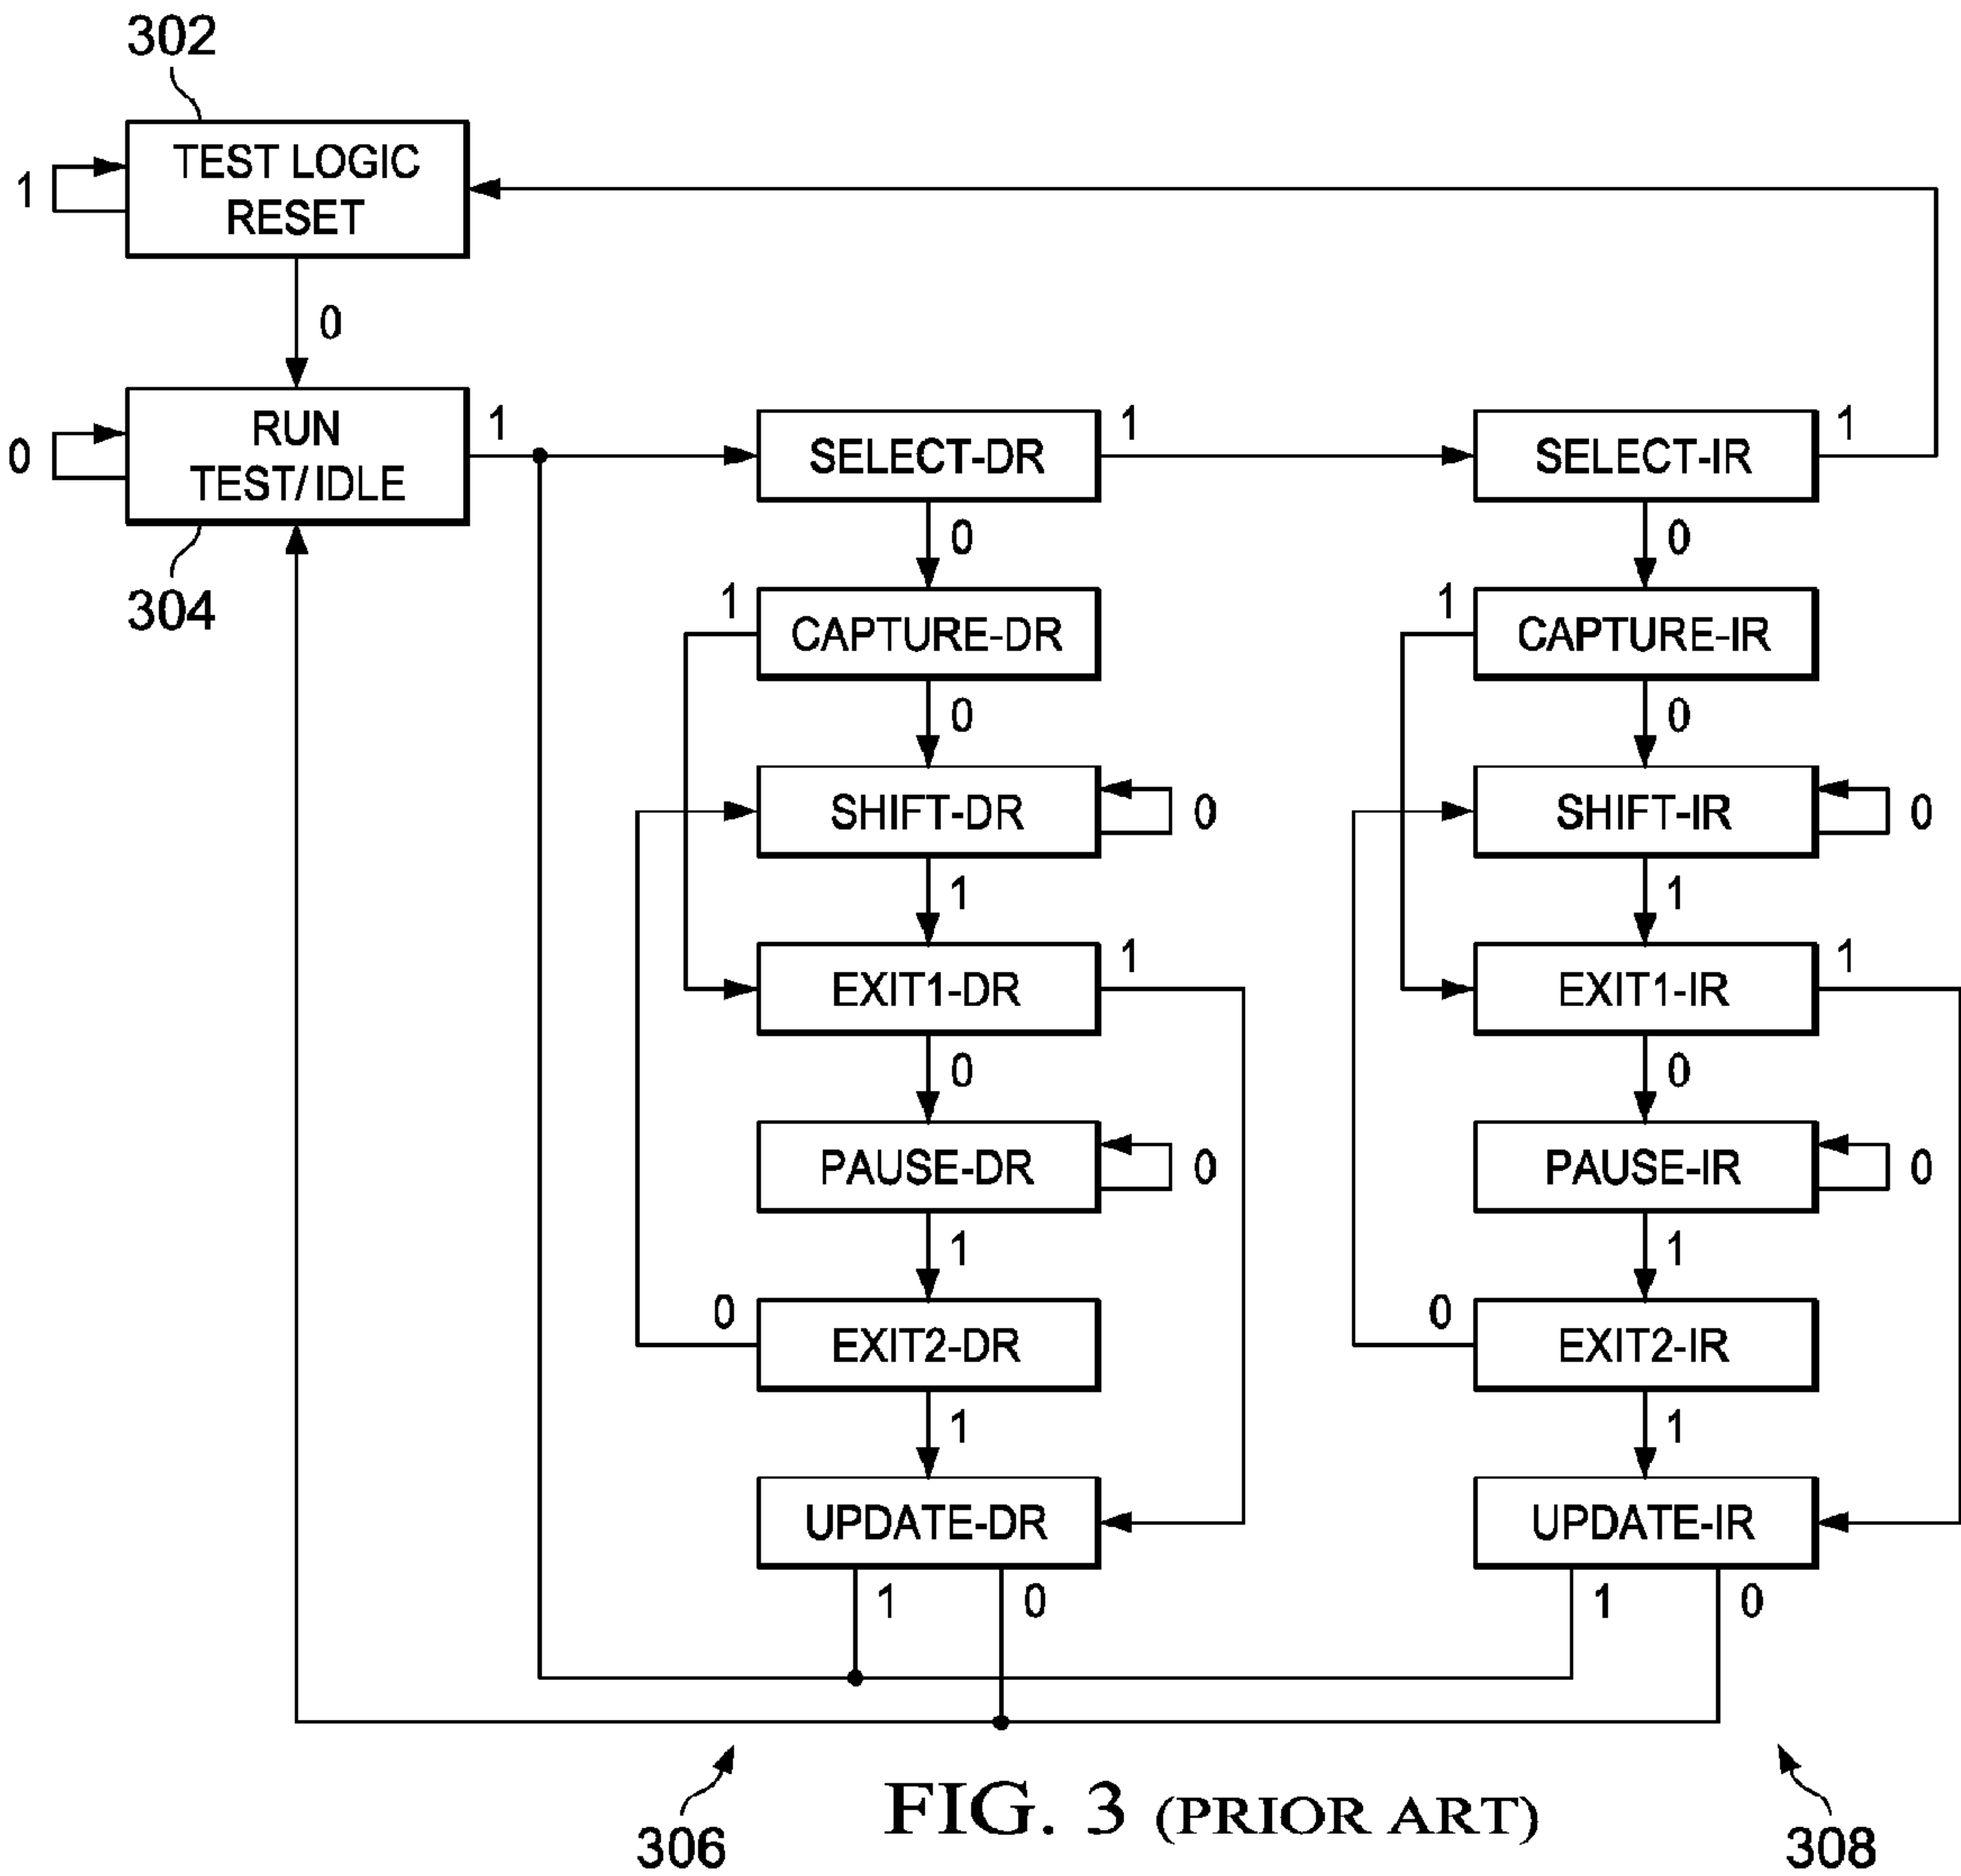 302
TEST LOGIC
RESET
1
0
RUN
TEST/IDLE
0
1
304
SELECT-DR
1
SELECT-IR
1
0
0
1
CAPTURE-DR
1
CAPTURE-IR
0
0
SHIFT-DR
0
SHIFT-IR
0
1
1
EXIT1-DR
1
EXIT1-IR
1
0
0
PAUSE-DR
0
PAUSE-IR
0
1
1
0
EXIT2-DR
0
EXIT2-IR
1
1
UPDATE-DR
UPDATE-IR
1
0
1
0
306
FIG. 3 (PRIOR ART)
308